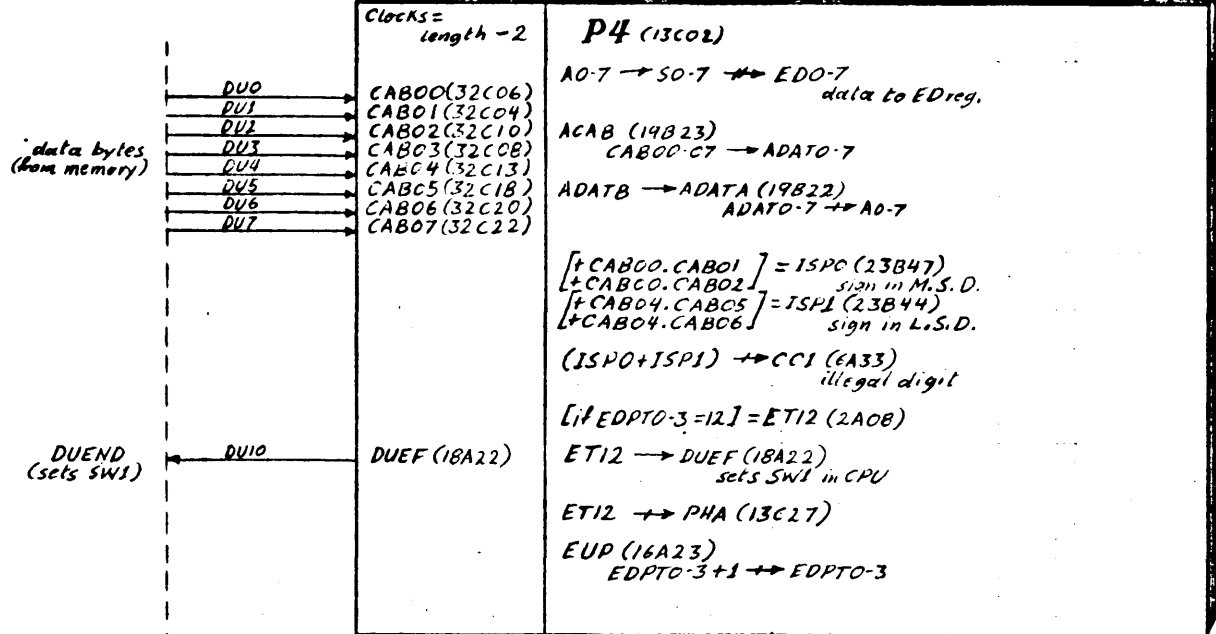 Clocks =
length - 2
P4 (13C02)
A0-7 → S0-7 ⇸ ED0-7
data to ED reg.
DU0 CAB00 (32C06)
DU1 CAB01 (32C04)
DU2 CAB02 (32C10)
DU3 CAB03 (32C08)
DU4 CAB04 (32C13)
DU5 CAB05 (32C18)
DU6 CAB06 (32C20)
DU7 CAB07 (32C22)
data bytes
(from memory)
ACAB (19B23)
CAB00-07 → ADAT0-7
ADATB → ADATA (19B22)
ADAT0-7 ⇸ A0-7
[+CAB00.CAB01
+CAB00.CAB02] = ISP0 (23B47)
sign in M.S.D.
[+CAB04.CAB05
+CAB04.CAB06] = ISP1 (23B44)
sign in L.S.D.
(ISP0+ISP1) ⇸ CC1 (6A33)
illegal digit
[if EDPT0-3 = 12] = ET12 (2A08)
DUEND
(sets SW1)
DU10
DUEF (18A22)
ET12 → DUEF (18A22)
sets SW1 in CPU
ET12 ⇸ PHA (13C27)
EUP (16A23)
EDPT0-3+1 ⇸ EDPT0-3